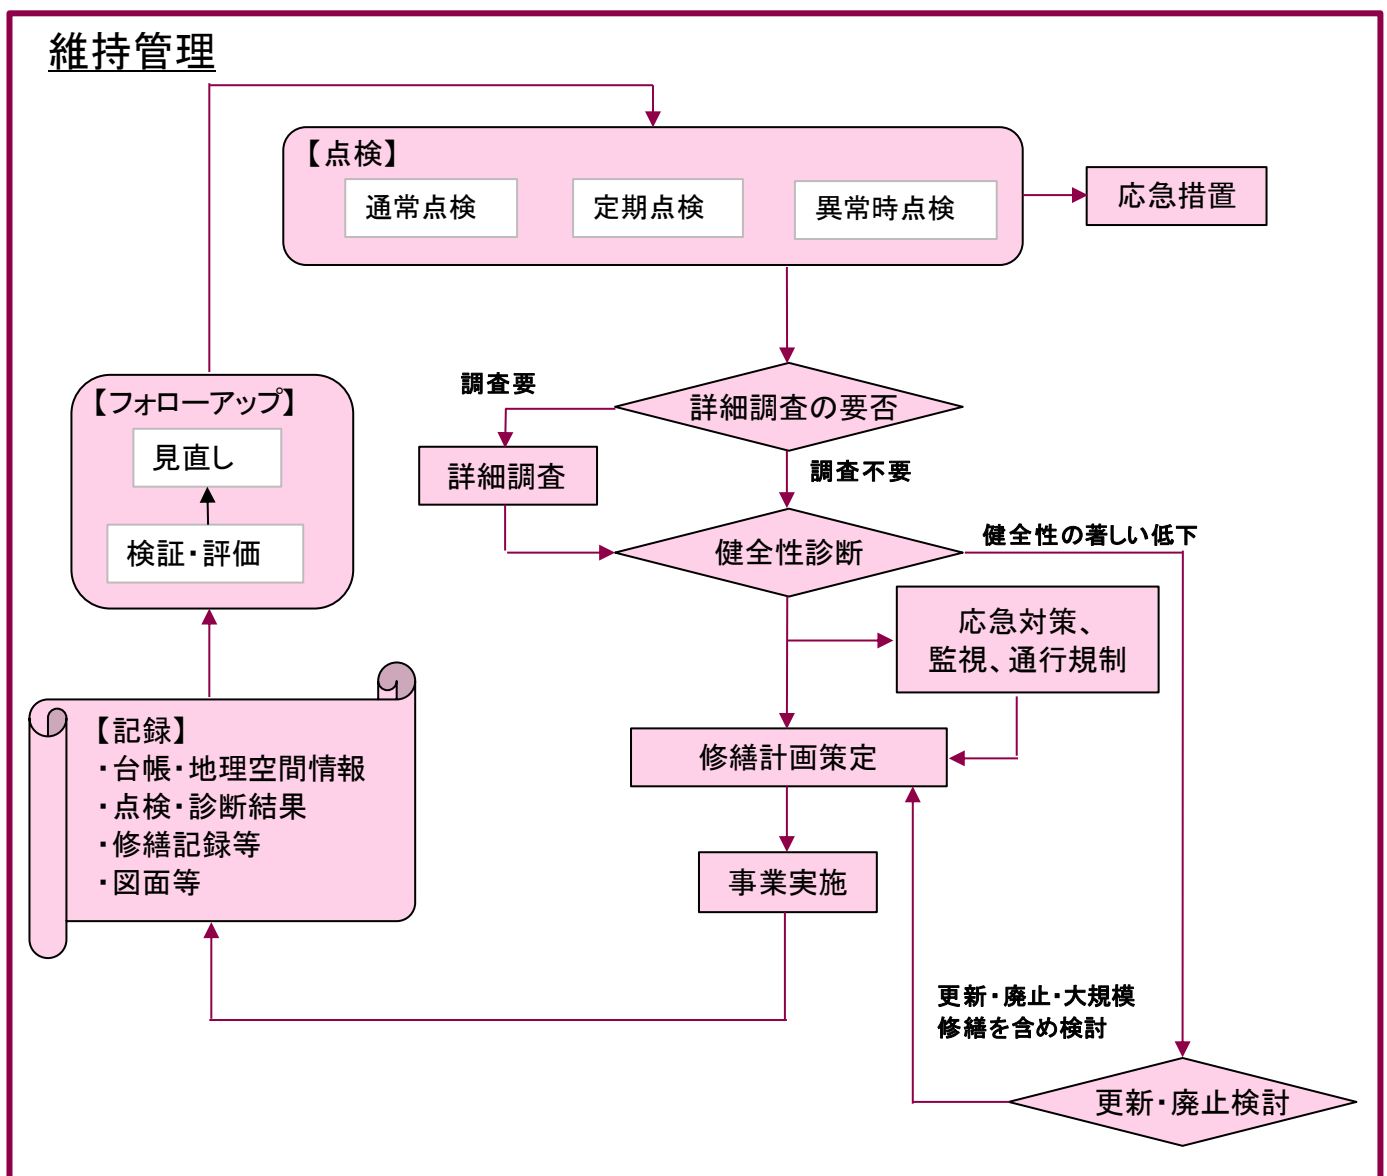 維持管理
【点検】
通常点検
定期点検
異常時点検
応急措置
調査要
詳細調査の要否
詳細調査
調査不要
健全性診断
健全性の著しい低下
応急対策、
監視、通行規制
修繕計画策定
事業実施
更新・廃止・大規模
修繕を含め検討
更新・廃止検討
【フォローアップ】
見直し
検証・評価
【記録】
・台帳・地理空間情報
・点検・診断結果
・修繕記録等
・図面等